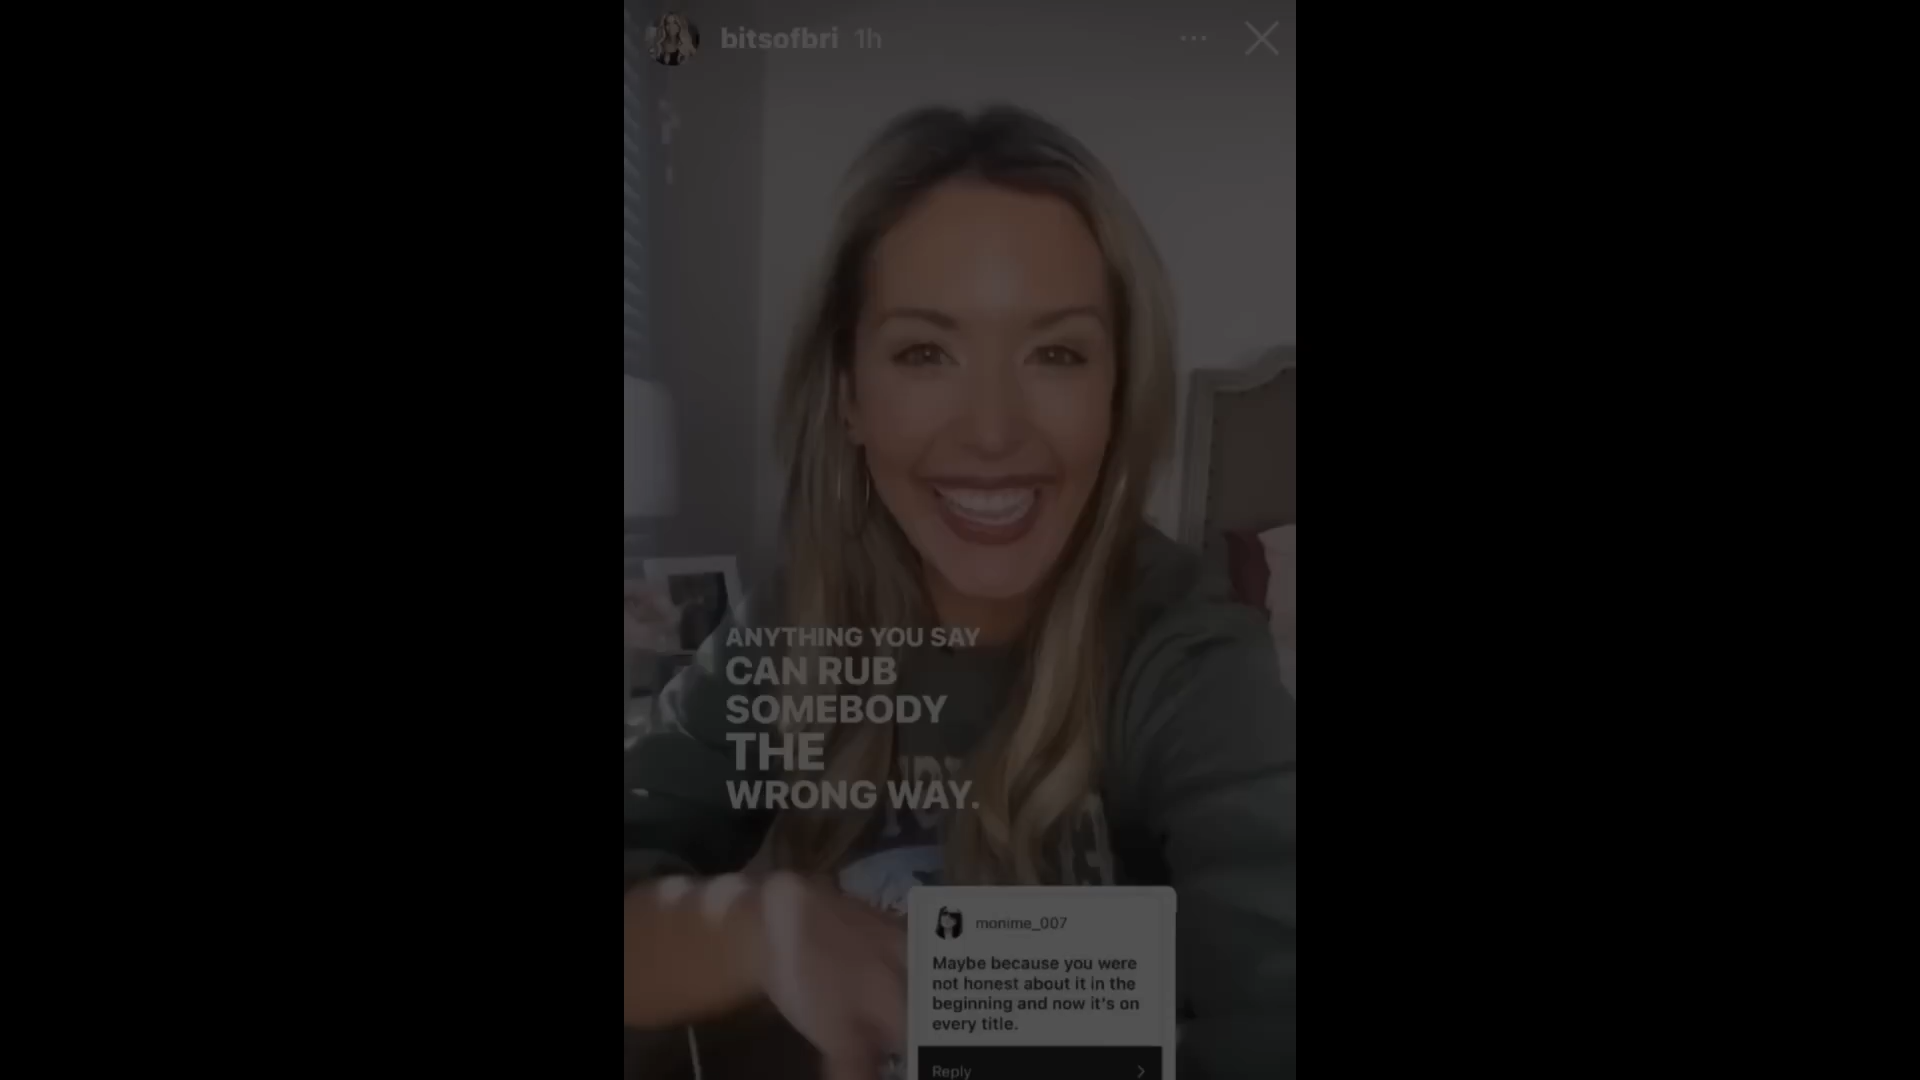 bitsofbri 1h
ANYTHING YOU SAY
CAN RUB
SOMEBODY
THE
WRONG WAY.
monime_007
Maybe because you were
not honest about it in the
beginning and now it's on
every title.
Reply